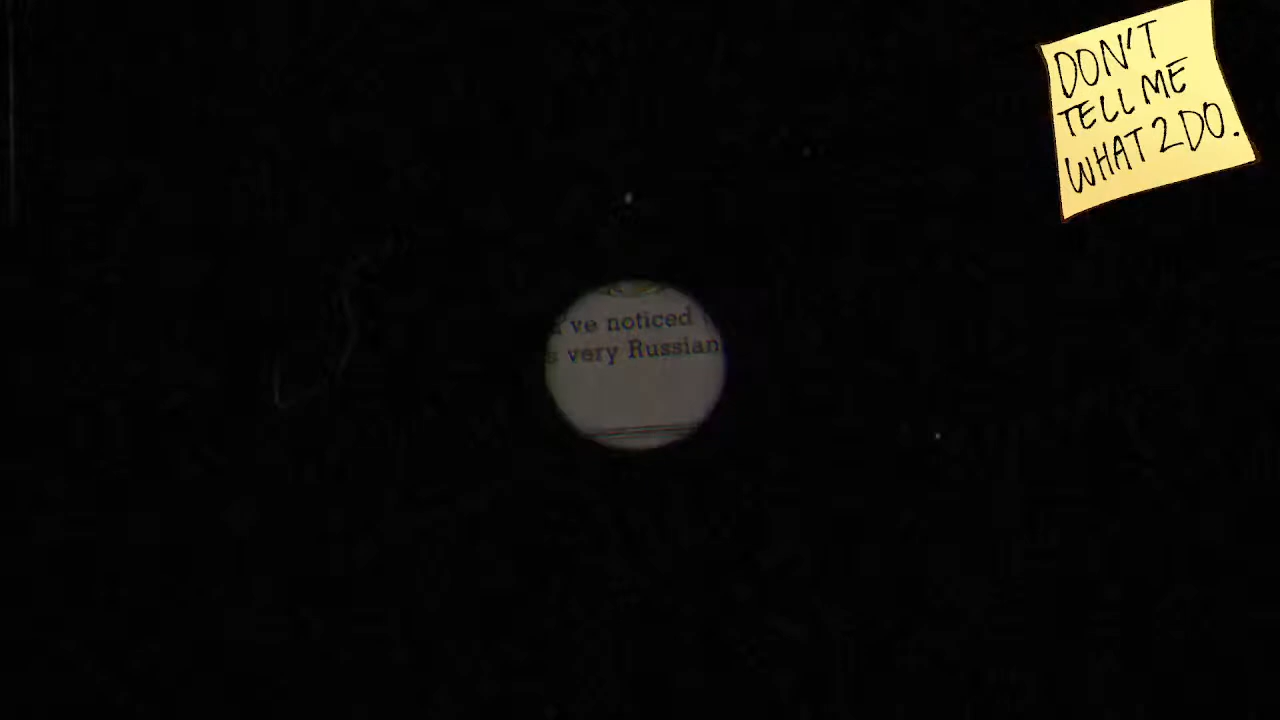 DON'T
TELL ME
WHAT 2 DO.
I've noticed
s very Russian